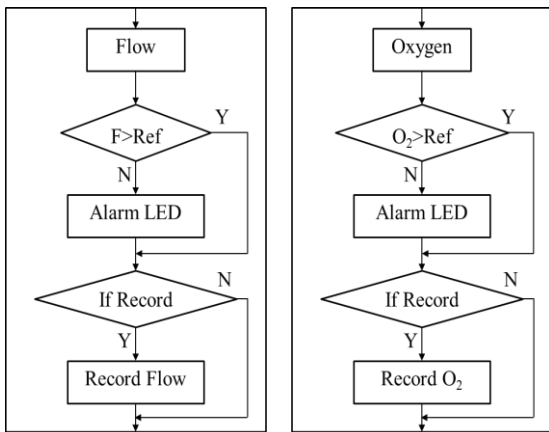 Flow
F>Ref
Y
N
Alarm LED
If Record
N
Y
Record Flow
Oxygen
O₂>Ref
Y
N
Alarm LED
If Record
N
Y
Record O₂